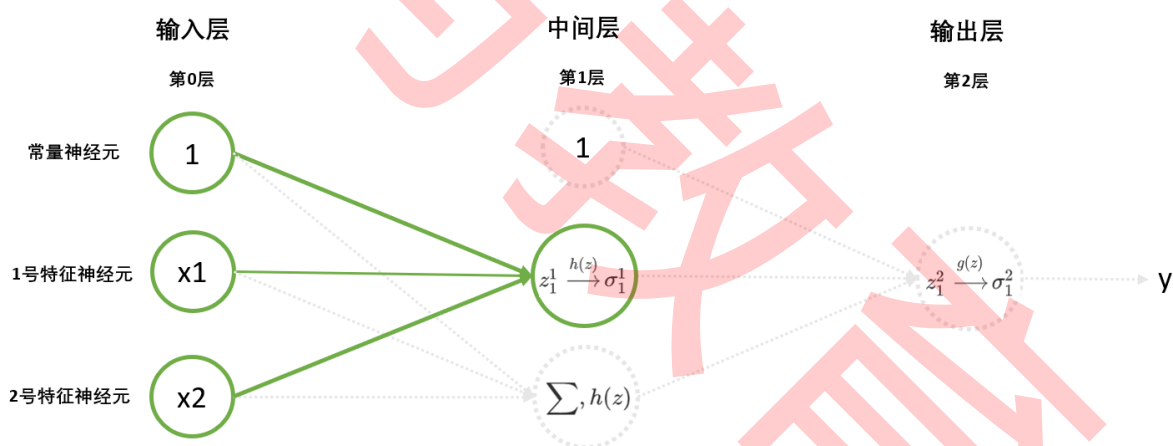 输入层
中间层
输出层
第0层
第1层
第2层
常量神经元
1
1
1号特征神经元
x1
z₁¹ h(z)⟶ σ₁¹
z₁² g(z)⟶ σ₁²
y
2号特征神经元
x2
∑, h(z)